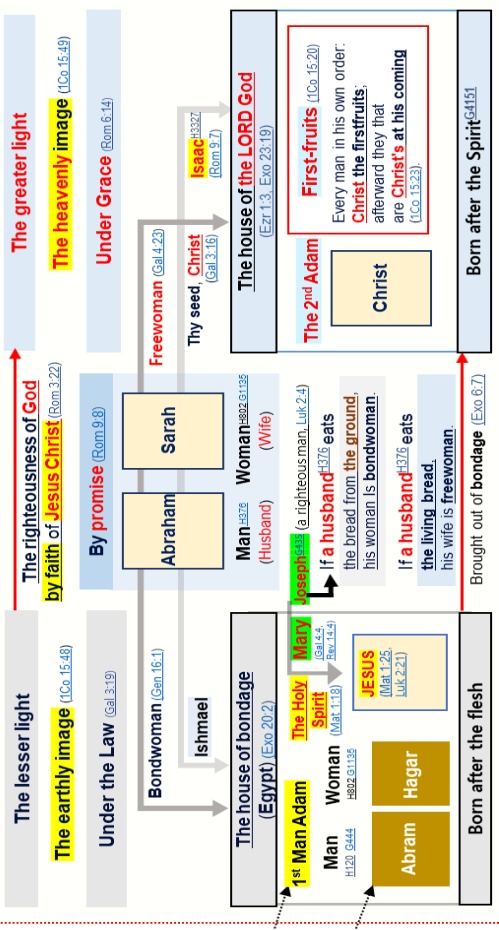 The lesser light
The righteousness of God
by faith of Jesus Christ (Rom 3:22)
The greater light
The earthly image (1Co 15:48)
The heavenly image (1Co 15:49)
Under the Law (Gal 3:19)
By promise (Rom 9:8)
Under Grace (Rom 6:14)
Bondwoman (Gen 16:1)
Abraham
Sarah
Freewoman (Gal 4:23)
Ishmael
Thy seed, Christ
(Gal 3:16)
Isaac H3327
(Rom 9:7)
Man H376
(Husband)
Woman H802 G1135
(Wife)
The house of bondage
(Egypt) (Exo 20:2)
The house of the LORD God
(Ezr 1:3, Exo 23:19)
1st Man Adam
Man
H120 G444
Woman
H802 G1135
Abram
Hagar
The Holy
Spirit
(Mat 1:18)
Mary
(Gal 4:4,
Rev 14:4)
Joseph G435 (a righteous man, Luk 2:4)
JESUS
(Mat 1:25,
Luk 2:21)
If a husband H376 eats
the bread from the ground,
his woman Is bondwoman.
If a husband H376 eats
the living bread,
his wife is freewoman.
The 2nd Adam
Christ
First-fruits (1Co 15:20)
Every man in his own order:
Christ the firstfruits;
afterward they that
are Christ's at his coming
(1Co 15:23).
Born after the flesh
Brought out of bondage (Exo 6:7)
Born after the Spirit G4151